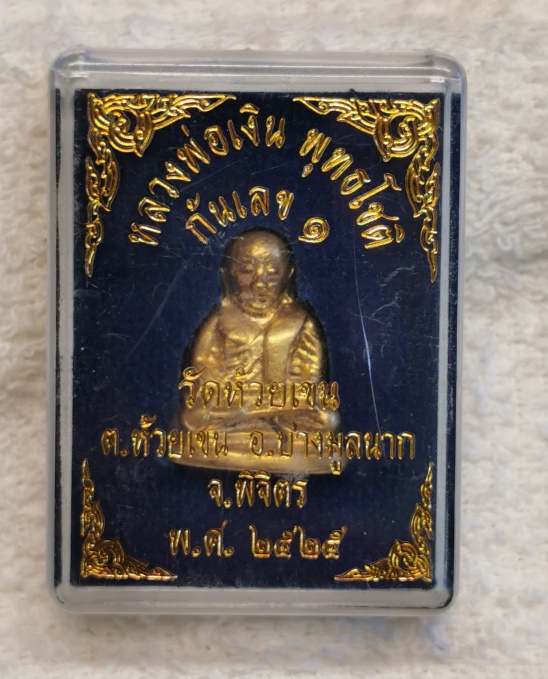 หลวงพ่อเงิน พุทธโชติ
ก้นเลข ๑
วัดห้วยเขน
ต.ห้วยเขน อ.บางมูลนาก
จ.พิจิตร
พ.ศ. ๒๕๒๕